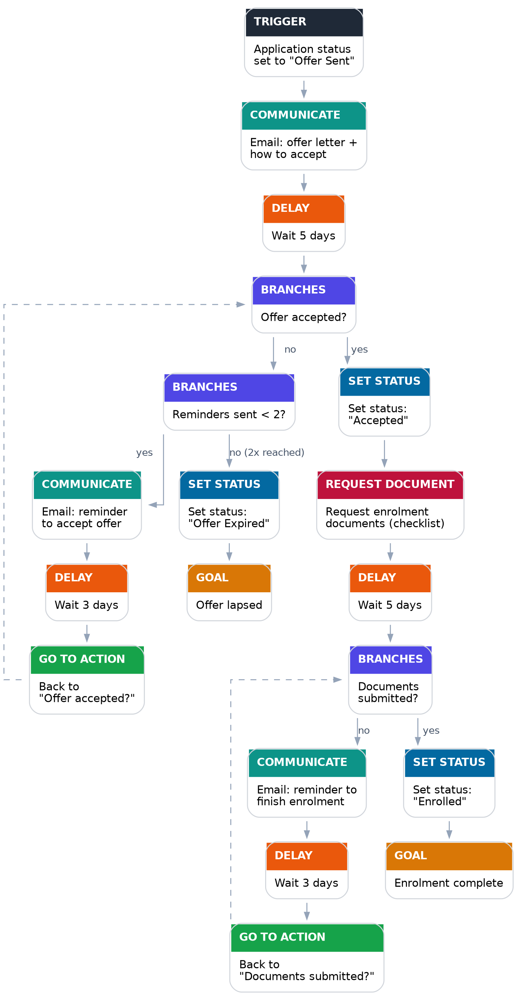 TRIGGER
Application status
set to "Offer Sent"
COMMUNICATE
Email: offer letter +
how to accept
DELAY
Wait 5 days
BRANCHES
Offer accepted?
no
yes
BRANCHES
Reminders sent < 2?
SET STATUS
Set status:
"Accepted"
yes
no (2x reached)
COMMUNICATE
Email: reminder
to accept offer
SET STATUS
Set status:
"Offer Expired"
REQUEST DOCUMENT
Request enrolment
documents (checklist)
DELAY
Wait 3 days
GOAL
Offer lapsed
DELAY
Wait 5 days
GO TO ACTION
Back to
"Offer accepted?"
BRANCHES
Documents
submitted?
no
yes
COMMUNICATE
Email: reminder to
finish enrolment
SET STATUS
Set status:
"Enrolled"
DELAY
Wait 3 days
GOAL
Enrolment complete
GO TO ACTION
Back to
"Documents submitted?"